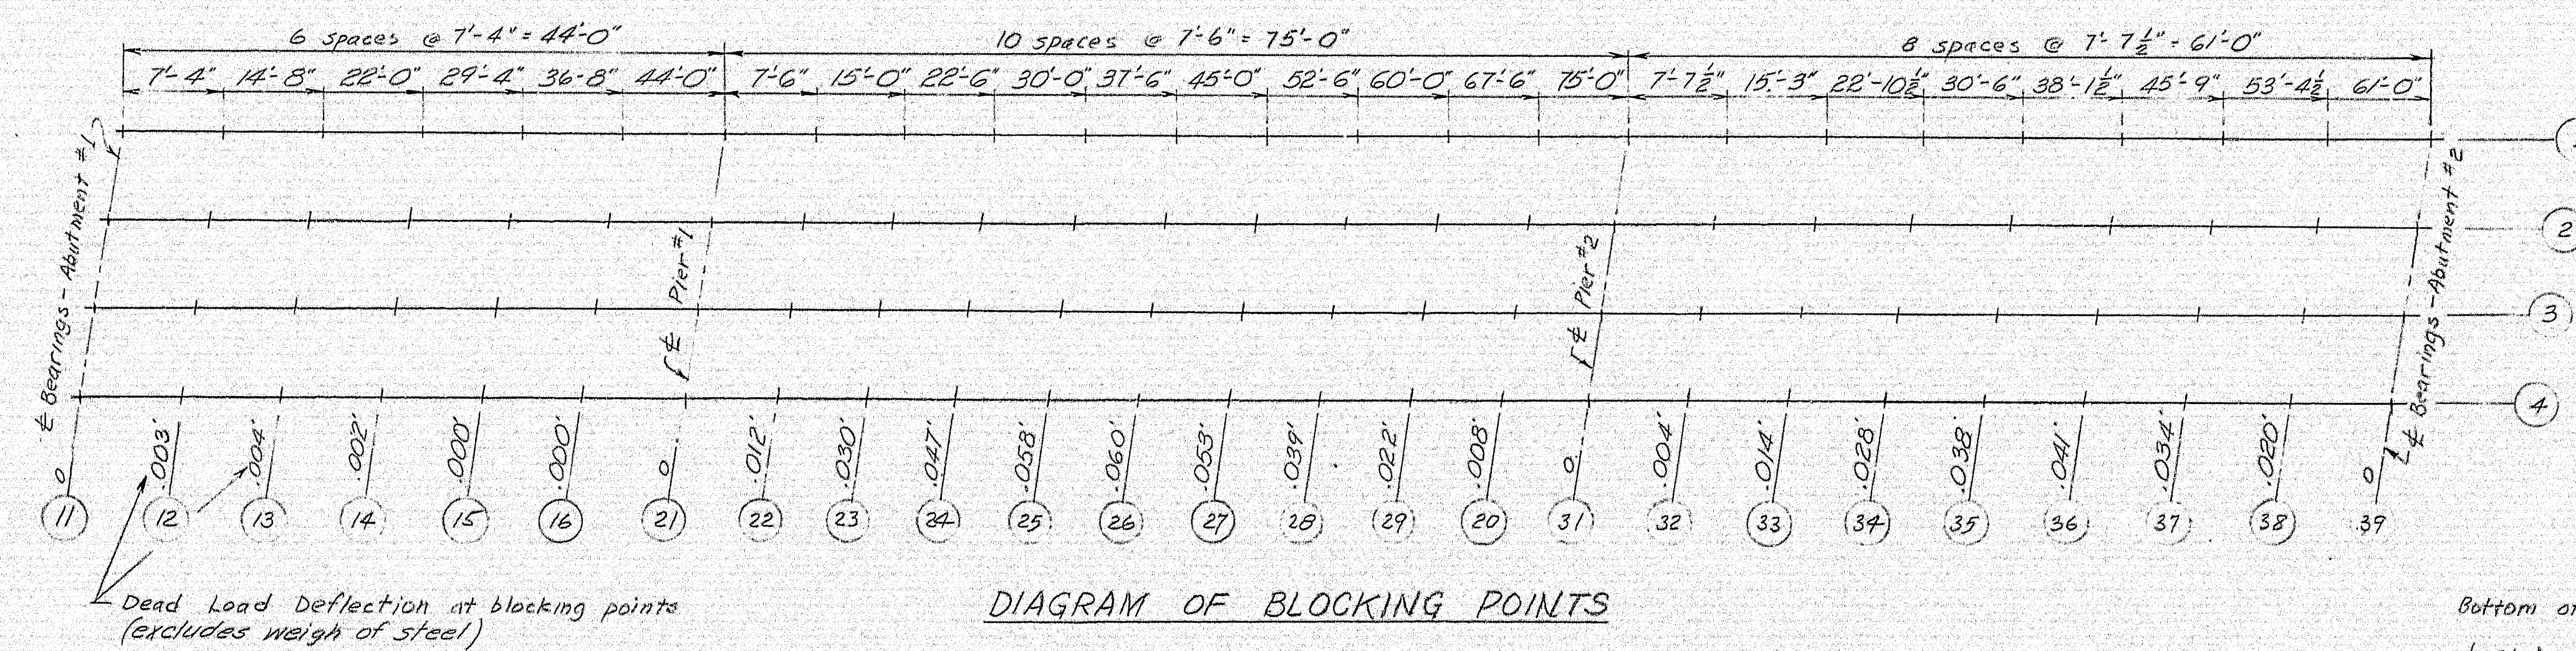 6 spaces @ 7'-4" = 44'-0" 10 spaces @ 7'-6" = 75'-0" 8 spaces @ 7'-7½" = 61'-0"
7'-4" 14'-8" 22'-0" 29'-4" 36'-8" 44'-0" 7'-6" 15'-0" 22'-6" 30'-0" 37'-6" 45'-0" 52'-6" 60'-0" 67'-6" 75'-0" 7'-7½" 15'-3" 22'-10½" 30'-6" 38'-1½" 45'-9" 53'-4½ 61'-0"
℄ Bearings - Abutment #1
℄ Pier #1
℄ Pier #2
℄ Bearings - Abutment #2
2
3
4
0 .003' .004' .002' .000' .000' 0 .012' .030' .047' .058' .060' .053' .039' .022' .008' 0 .004' .014' .028' .038' .041' .034' .020' 0
11 12 13 14 15 16 21 22 23 24 25 26 27 28 29 20 31 32 33 34 35 36 37 38 39
Dead Load Deflection at blocking points
(excludes weigh of steel)
DIAGRAM OF BLOCKING POINTS
Bottom of